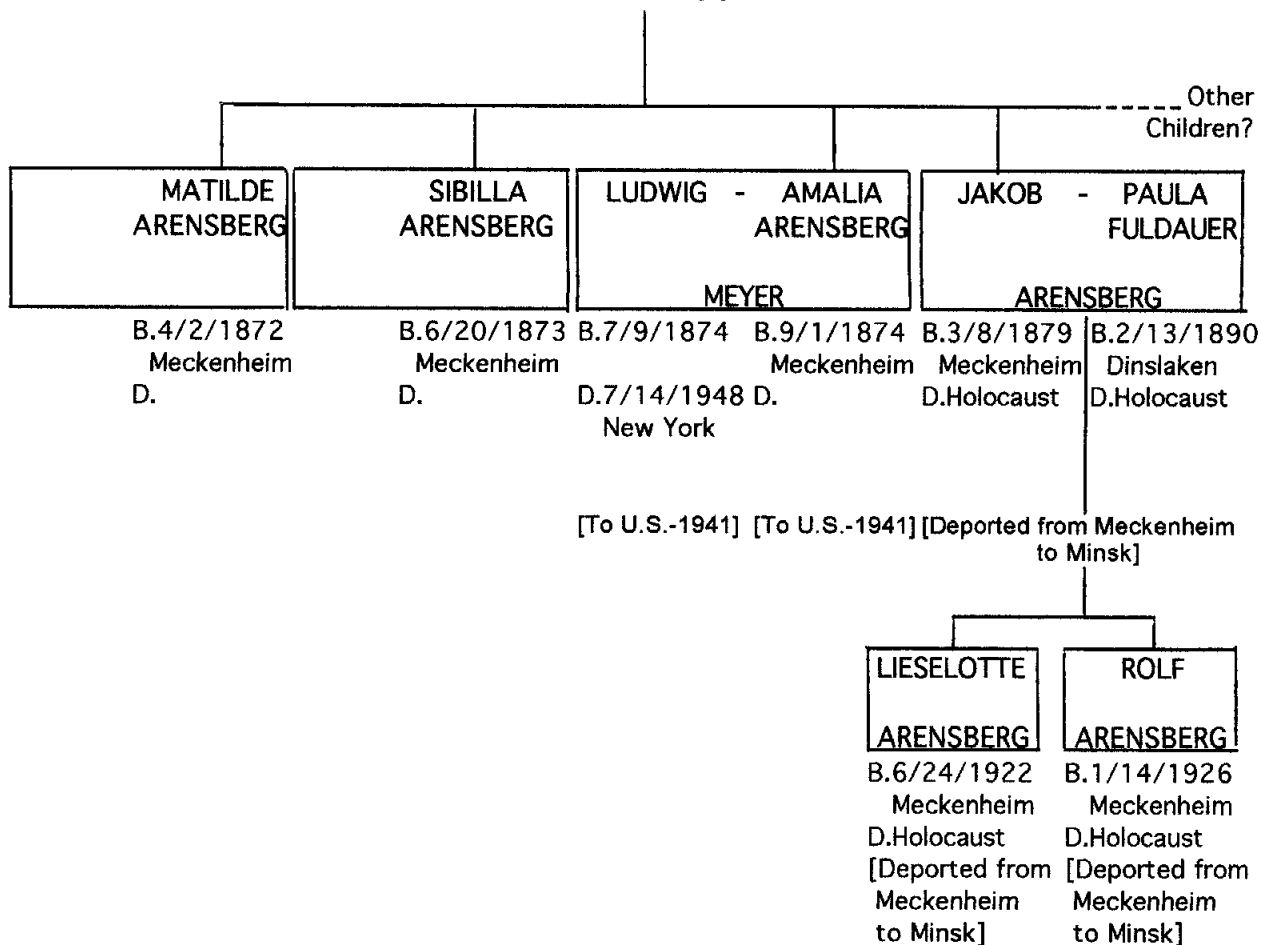 Other
Children?
MATILDE
ARENSBERG
SIBILLA
ARENSBERG
LUDWIG - AMALIA
ARENSBERG
MEYER
JAKOB - PAULA
FULDAUER
ARENSBERG
B.4/2/1872
Meckenheim
D.
B.6/20/1873
Meckenheim
D.
B.7/9/1874
D.7/14/1948
New York
B.9/1/1874
Meckenheim
D.
B.3/8/1879
Meckenheim
D.Holocaust
B.2/13/1890
Dinslaken
D.Holocaust
[To U.S.-1941]
[To U.S.-1941]
[Deported from Meckenheim
to Minsk]
LIESELOTTE
ARENSBERG
B.6/24/1922
Meckenheim
D.Holocaust
[Deported from
Meckenheim
to Minsk]
ROLF
ARENSBERG
B.1/14/1926
Meckenheim
D.Holocaust
[Deported from
Meckenheim
to Minsk]